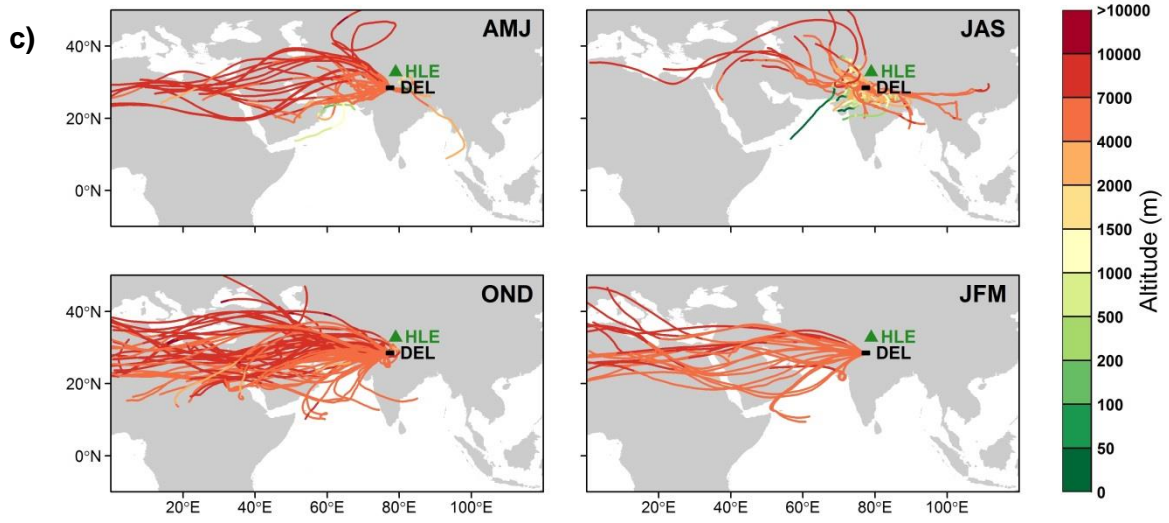 c)
AMJ
HLE
DEL
40°N
20°N
0°N
JAS
HLE
DEL
OND
HLE
DEL
40°N
20°N
0°N
20°E 40°E 60°E 80°E 100°E
JFM
HLE
DEL
20°E 40°E 60°E 80°E 100°E
>10000
10000
7000
4000
2000
1500
1000
500
200
100
50
0
Altitude (m)